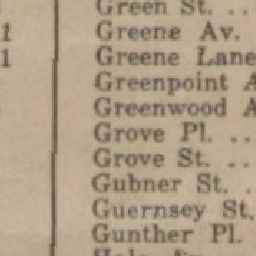 Green St. ..
1 Greene Av.
1 Greene Lane
Greenpoint A
Greenwood A
Grove Pl. ..
Grove St. ..
Gubner St. .
Guernsey St.
Gunther Pl.